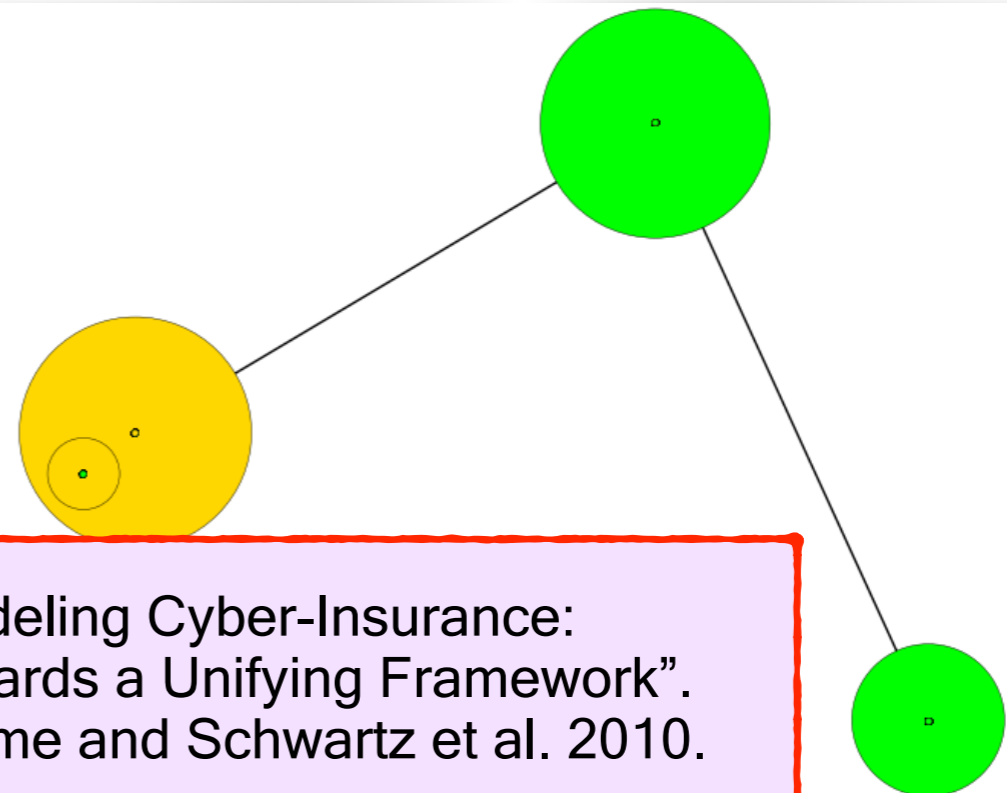 deling Cyber-Insurance:
ards a Unifying Framework”.
me and Schwartz et al. 2010.